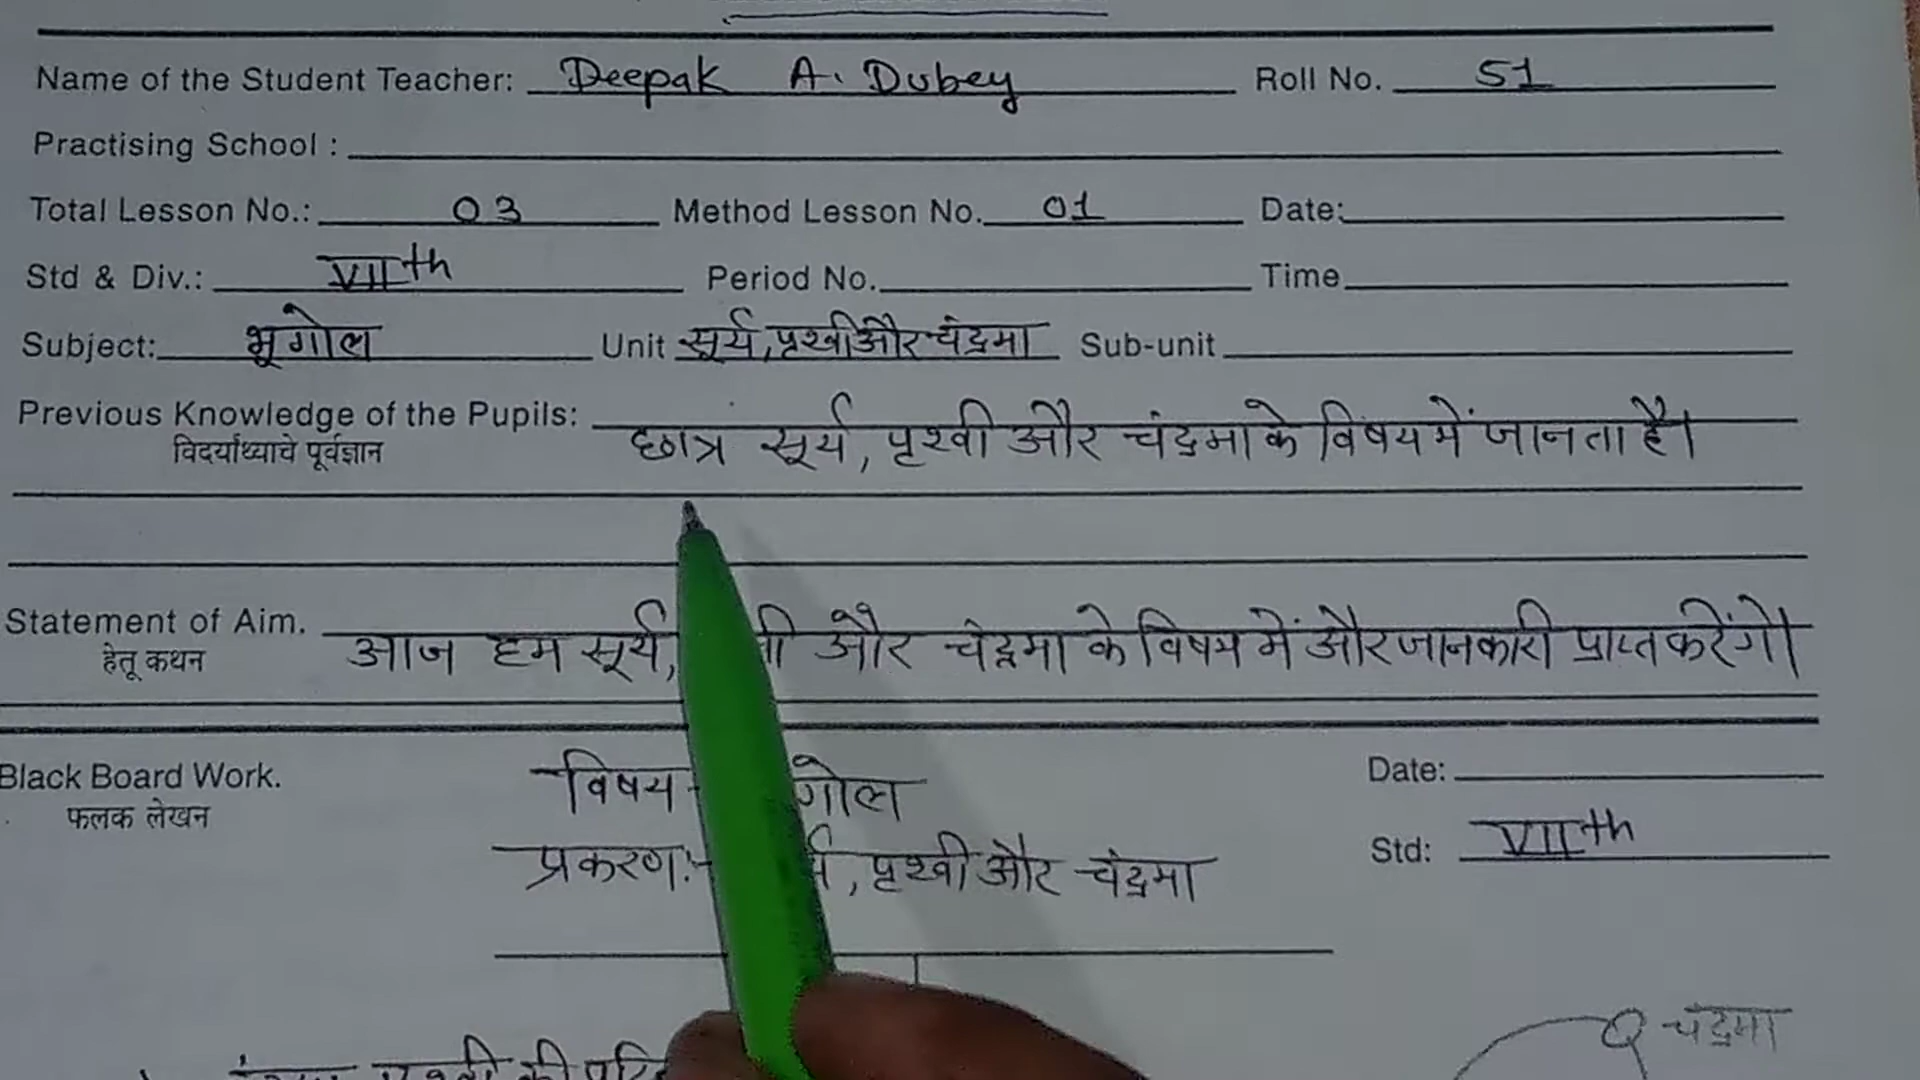 Name of the Student Teacher: Deepak A. Dubey Roll No. 51
Practising School :
Total Lesson No.: 03 Method Lesson No. 01 Date:
Std & Div.: VIIth Period No. Time
Subject: भूगोल Unit सूर्य, पृथ्वी और चंद्रमा Sub-unit
Previous Knowledge of the Pupils: छात्र सूर्य, पृथ्वी और चंद्रमा के विषय में जानता है।
विदर्यांथ्याचे पूर्वज्ञान
Statement of Aim. आज हम सूर्य, और चंद्रमा के विषय में और जानकारी प्राप्त करेंगे।
हेतू कथन
Black Board Work. विषय- गोल Date:
फलक लेखन
प्रकरण:- पृथ्वी और चंद्रमा Std: VIIth
चंद्रमा